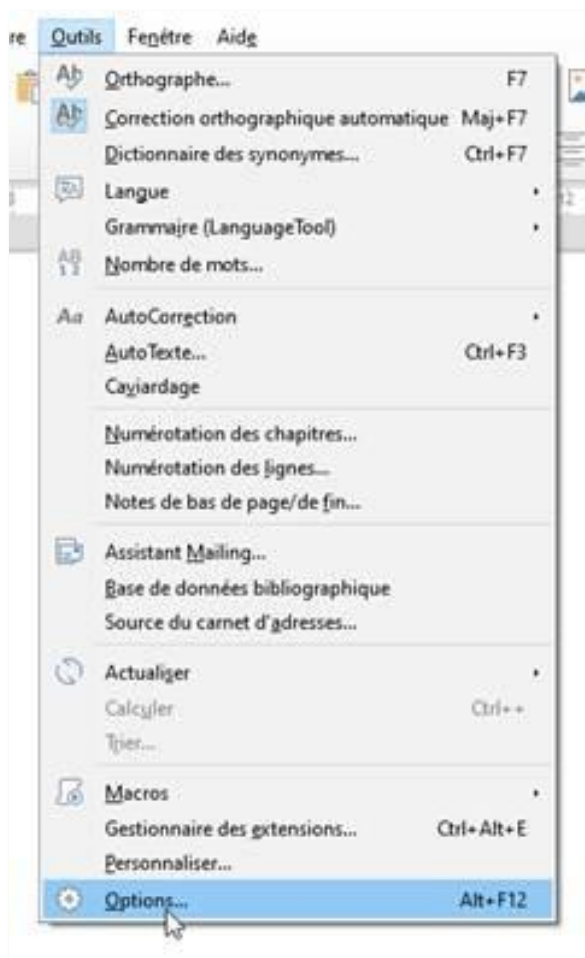 re Outils Fenêtre Aide
Orthographe... F7
Correction orthographique automatique Maj+F7
Dictionnaire des synonymes... Ctrl+F7
Langue
Grammaire (LanguageTool)
Nombre de mots...
AutoCorrection
AutoTexte... Ctrl+F3
Caviardage
Numérotation des chapitres...
Numérotation des lignes...
Notes de bas de page/de fin...
Assistant Mailing...
Base de données bibliographique
Source du carnet d'adresses...
Actualiser
Calculer Ctrl++
Trier...
Macros
Gestionnaire des extensions... Ctrl+Alt+E
Personnaliser...
Options... Alt+F12